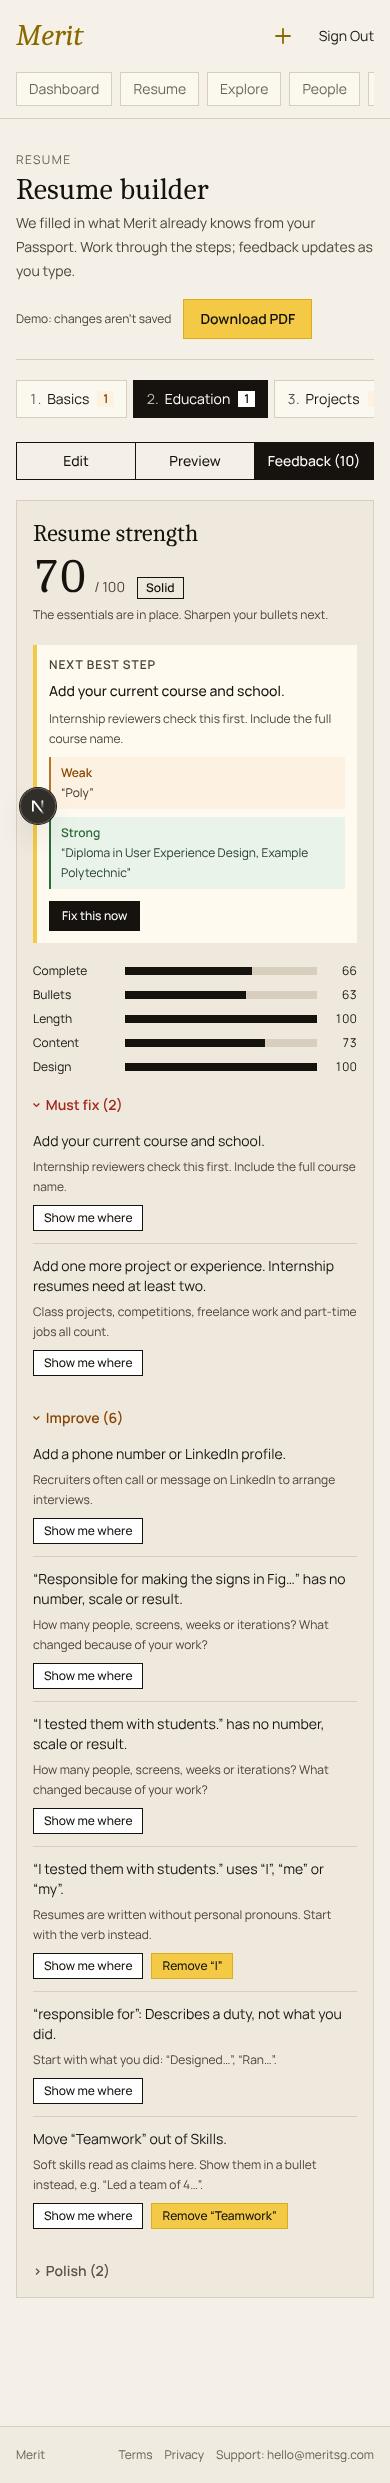 Merit
+ Sign Out
Dashboard Resume Explore People
RESUME
Resume builder
We filled in what Merit already knows from your
Passport. Work through the steps; feedback updates as
you type.
Demo: changes aren't saved Download PDF
1. Basics 1 2. Education 1 3. Projects
Edit Preview Feedback (10)
Resume strength
70 / 100 Solid
The essentials are in place. Sharpen your bullets next.
NEXT BEST STEP
Add your current course and school.
Internship reviewers check this first. Include the full
course name.
Weak
“Poly”
N
Strong
“Diploma in User Experience Design, Example
Polytechnic”
Fix this now
Complete 66
Bullets 63
Length 100
Content 73
Design 100
Must fix (2)
Add your current course and school.
Internship reviewers check this first. Include the full course
name.
Show me where
Add one more project or experience. Internship
resumes need at least two.
Class projects, competitions, freelance work and part-time
jobs all count.
Show me where
Improve (6)
Add a phone number or LinkedIn profile.
Recruiters often call or message on LinkedIn to arrange
interviews.
Show me where
“Responsible for making the signs in Fig…” has no
number, scale or result.
How many people, screens, weeks or iterations? What
changed because of your work?
Show me where
“I tested them with students.” has no number,
scale or result.
How many people, screens, weeks or iterations? What
changed because of your work?
Show me where
“I tested them with students.” uses “I”, “me” or
“my”.
Resumes are written without personal pronouns. Start
with the verb instead.
Show me where Remove “I”
“responsible for”: Describes a duty, not what you
did.
Start with what you did: “Designed…”, “Ran…”.
Show me where
Move “Teamwork” out of Skills.
Soft skills read as claims here. Show them in a bullet
instead, e.g. “Led a team of 4…”.
Show me where Remove “Teamwork”
Polish (2)
Merit Terms Privacy Support: hello@meritsg.com